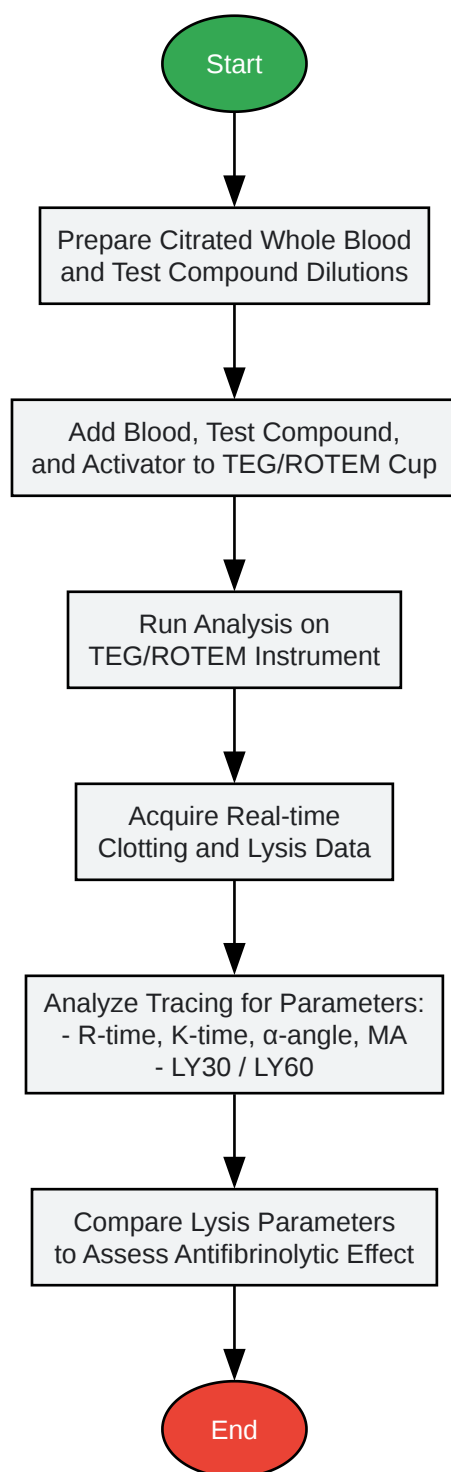 Start
Prepare Citrated Whole Blood
and Test Compound Dilutions
Add Blood, Test Compound,
and Activator to TEG/ROTEM Cup
Run Analysis on
TEG/ROTEM Instrument
Acquire Real-time
Clotting and Lysis Data
Analyze Tracing for Parameters:
- R-time, K-time, α-angle, MA
- LY30 / LY60
Compare Lysis Parameters
to Assess Antifibrinolytic Effect
End